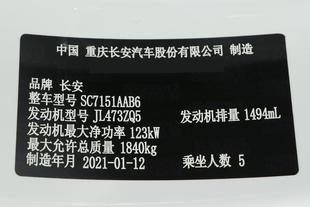 中国 重庆长安汽车股份有限公司 制造
品牌 长安
整车型号 SC7151AAB6
发动机型号 JL473ZQ5 发动机排量 1494mL
发动机最大净功率 123kW
最大允许总质量 1840kg
制造年月 2021-01-12 乘坐人数 5